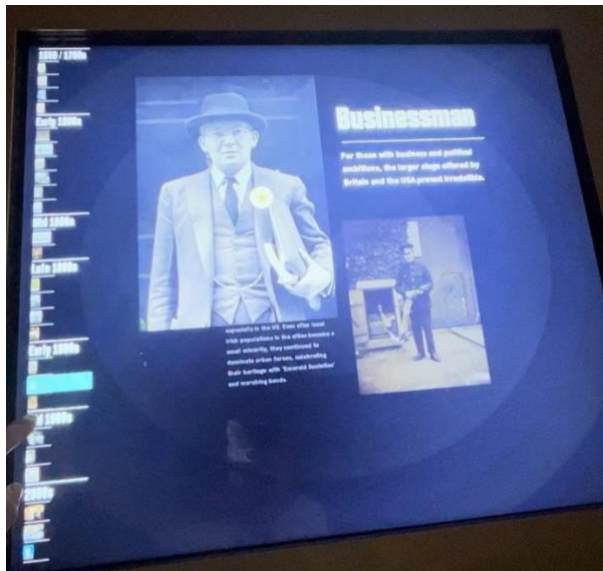 1600 / 1700s
Early 1800s
Mid 1800s
Late 1800s
Early 1900s
1900s
2000s
Businessman
For those with business and political
ambitions, the larger stage offered by
Britain and the USA proved irresistible.
especially in the US. Even after local
Irish populations in the cities became a
small minority, they continued to
dominate urban forces, celebrating
their heritage with 'Emerald Societies'
and marching bands.